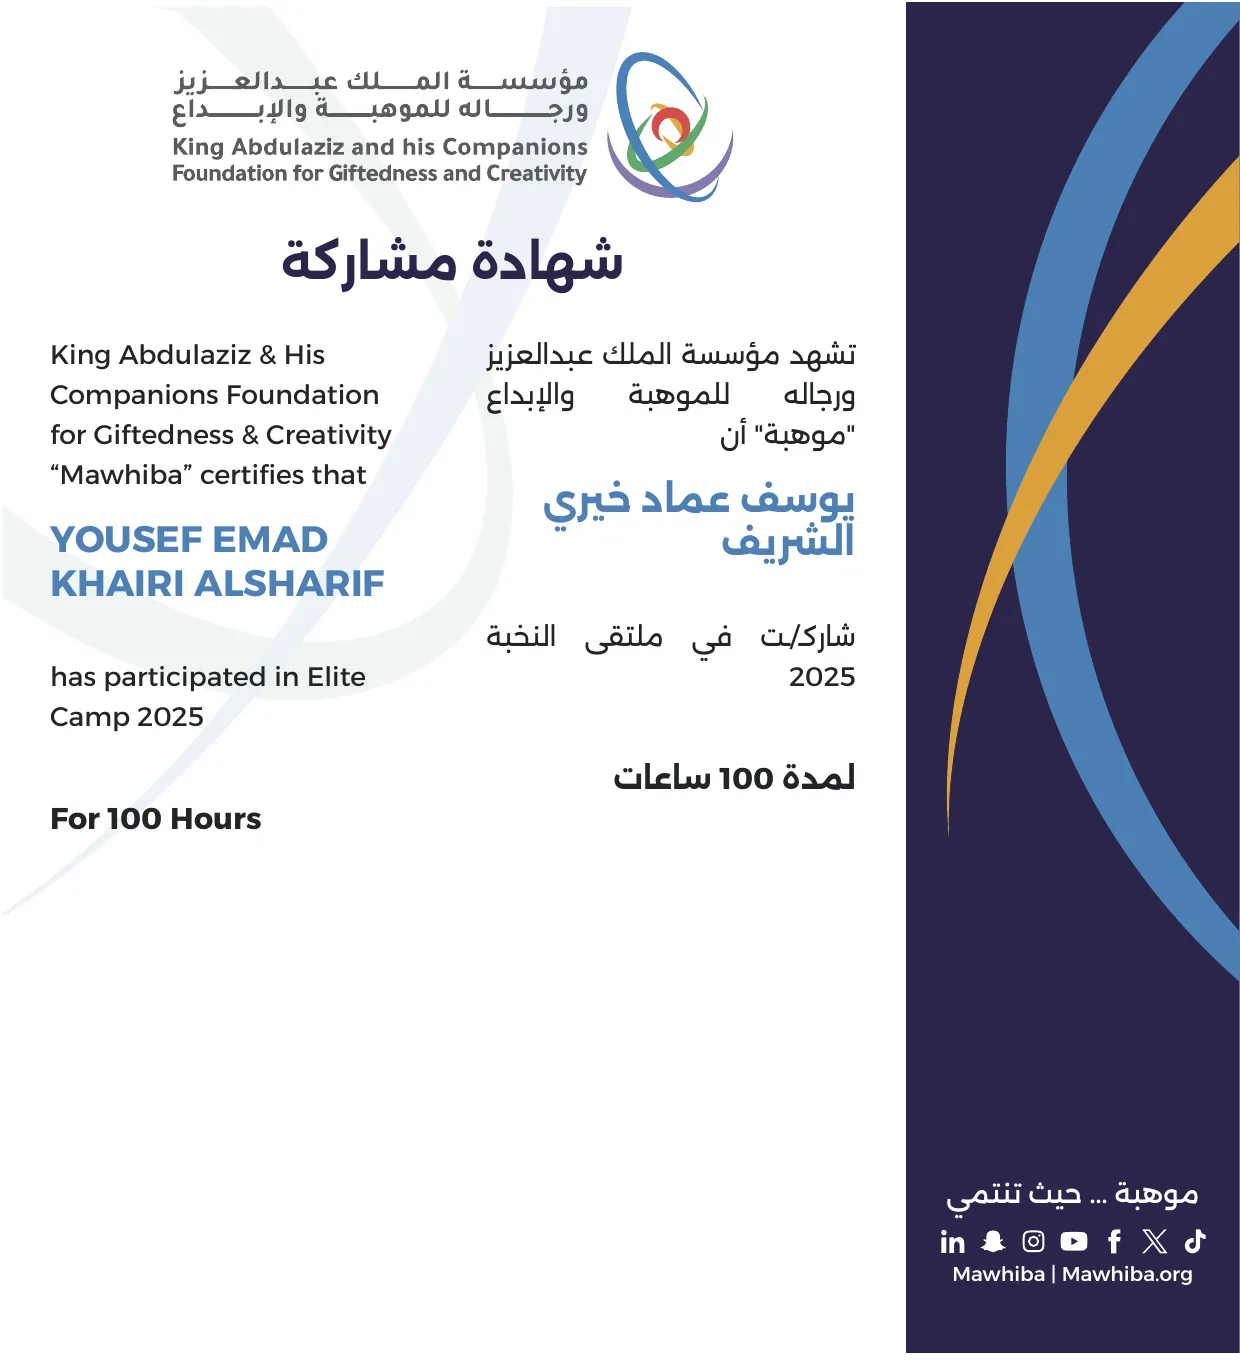 مؤسسة الملك عبدالعزيز
ورجاله للموهبة والإبداع
King Abdulaziz and his Companions
Foundation for Giftedness and Creativity
شهادة مشاركة
King Abdulaziz & His
Companions Foundation
for Giftedness & Creativity
“Mawhiba” certifies that
YOUSEF EMAD
KHAIRI ALSHARIF
has participated in Elite
Camp 2025
For 100 Hours
تشهد مؤسسة الملك عبدالعزيز
ورجاله للموهبة والإبداع
"موهبة" أن
يوسف عماد خيري
الشريف
شارك/ـت في ملتقى النخبة
2025
لمدة 100 ساعات
موهبة ... حيث تنتمي
Mawhiba | Mawhiba.org